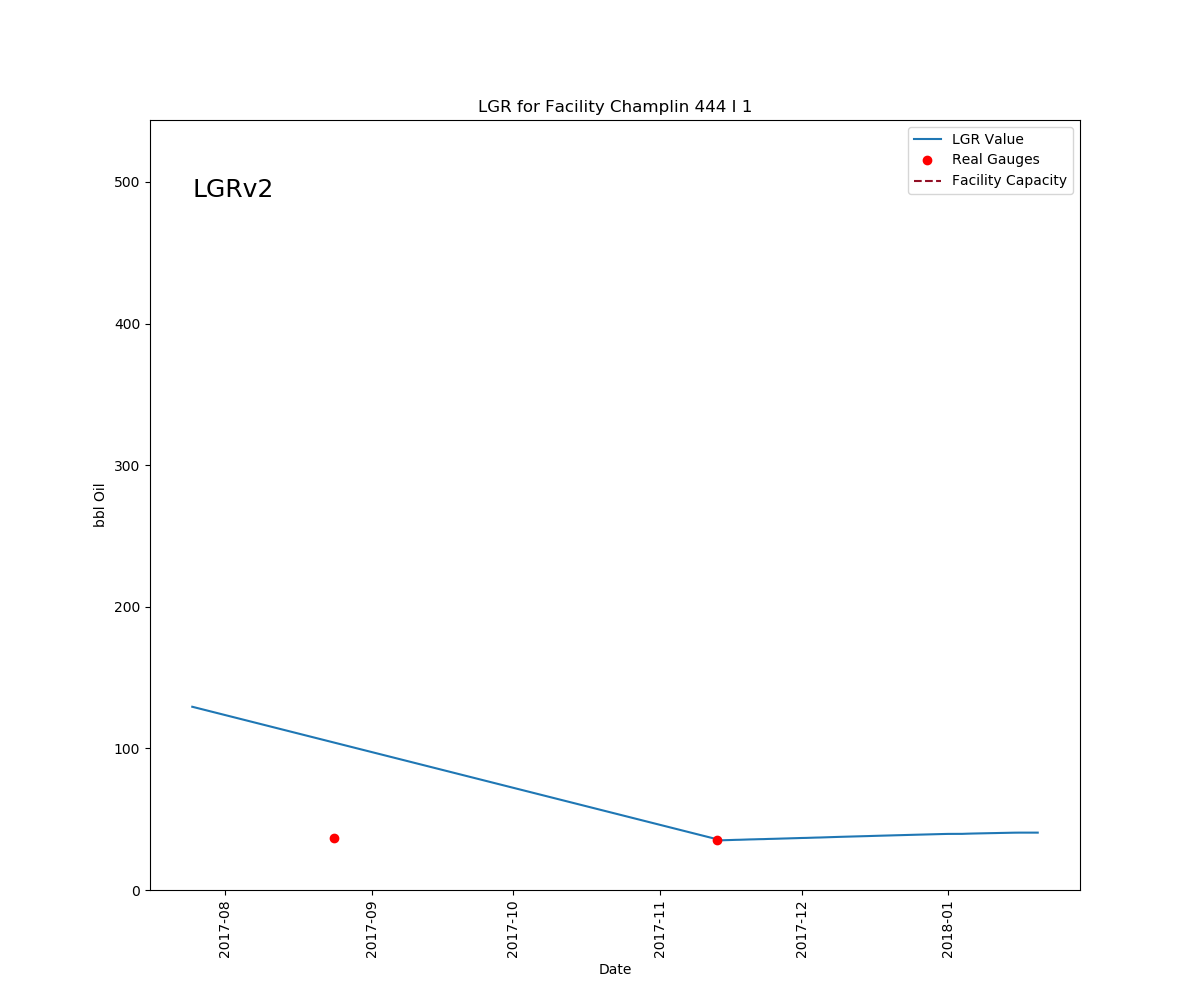 LGR for Facility Champlin 444 I 1
LGRv2
LGR Value
Real Gauges
Facility Capacity
500
400
300
200
100
0
bbl Oil
2017-08
2017-09
2017-10
2017-11
2017-12
2018-01
Date